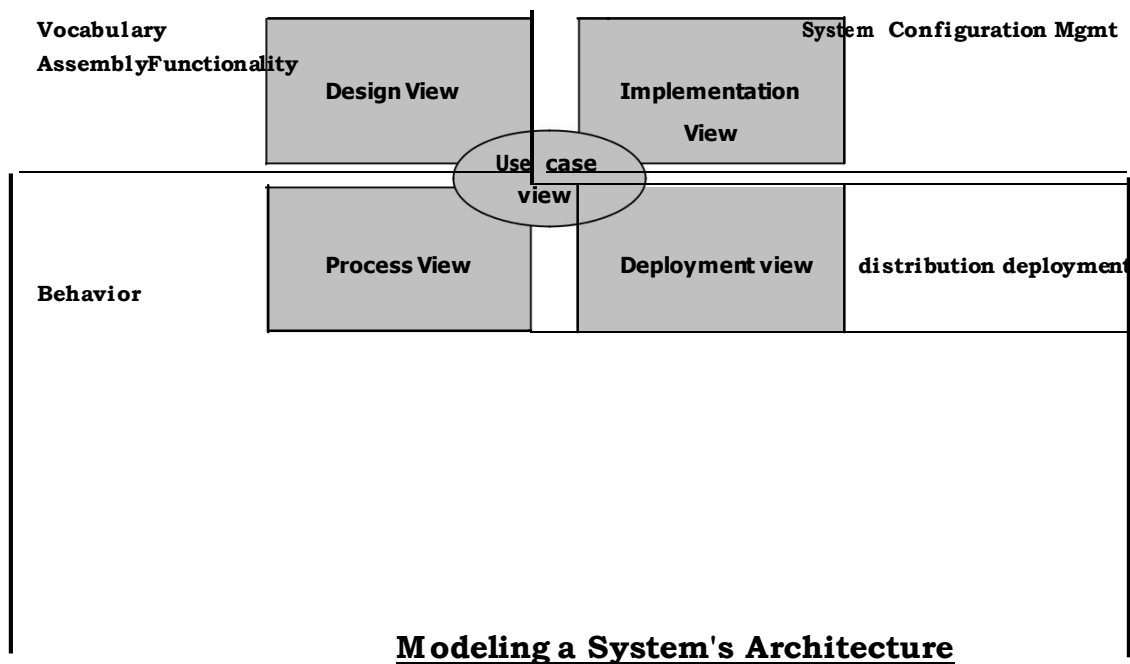 Vocabulary
AssemblyFunctionality
System Configuration Mgmt
Design View
Implementation
View
Use case
view
Process View
Deployment view
distribution deployment
Behavior
Modeling a System's Architecture